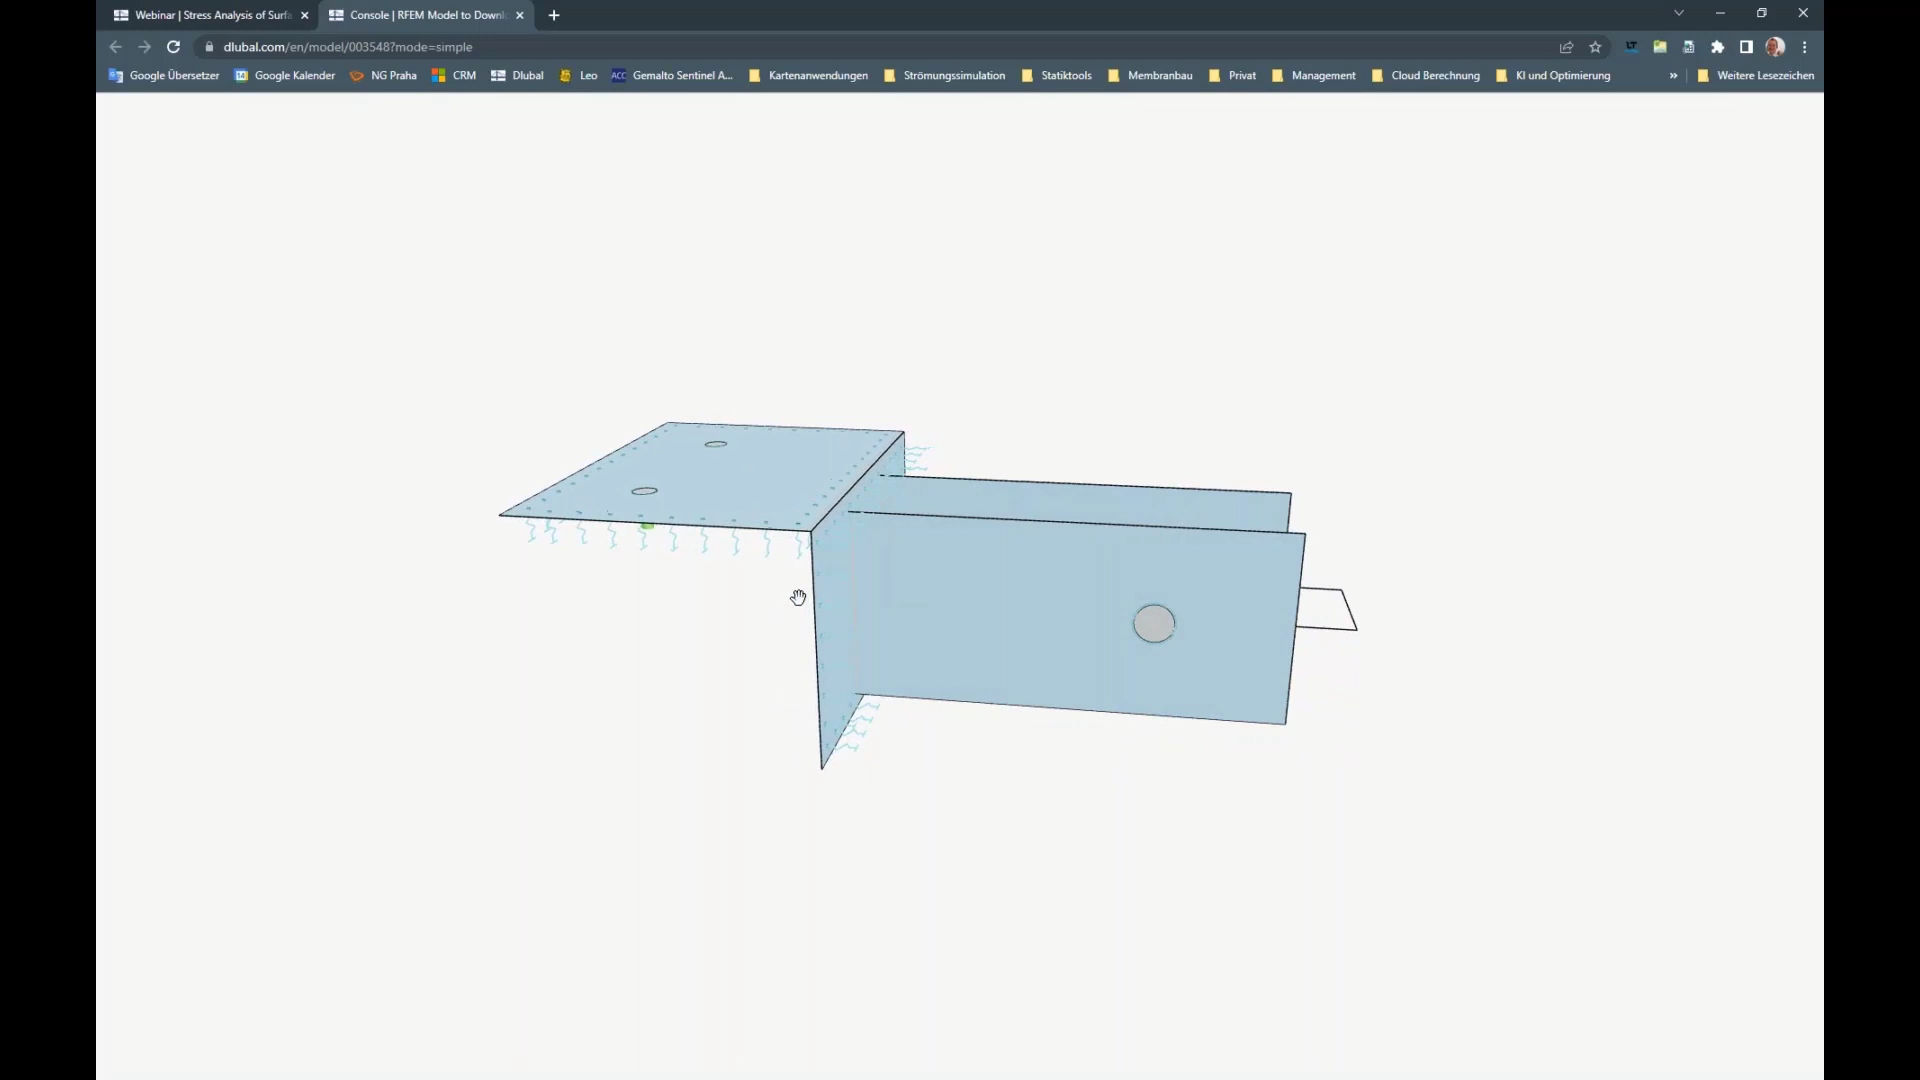 Webinar | Stress Analysis of Surfa
Console | RFEM Model to Downl
dlubal.com/en/model/003548?mode=simple
Google Übersetzer
Google Kalender
NG Praha
CRM
Dlubal
Leo
Gemalto Sentinel A...
Kartenanwendungen
Strömungssimulation
Statiktools
Membranbau
Privat
Management
Cloud Berechnung
KI und Optimierung
»
Weitere Lesezeichen